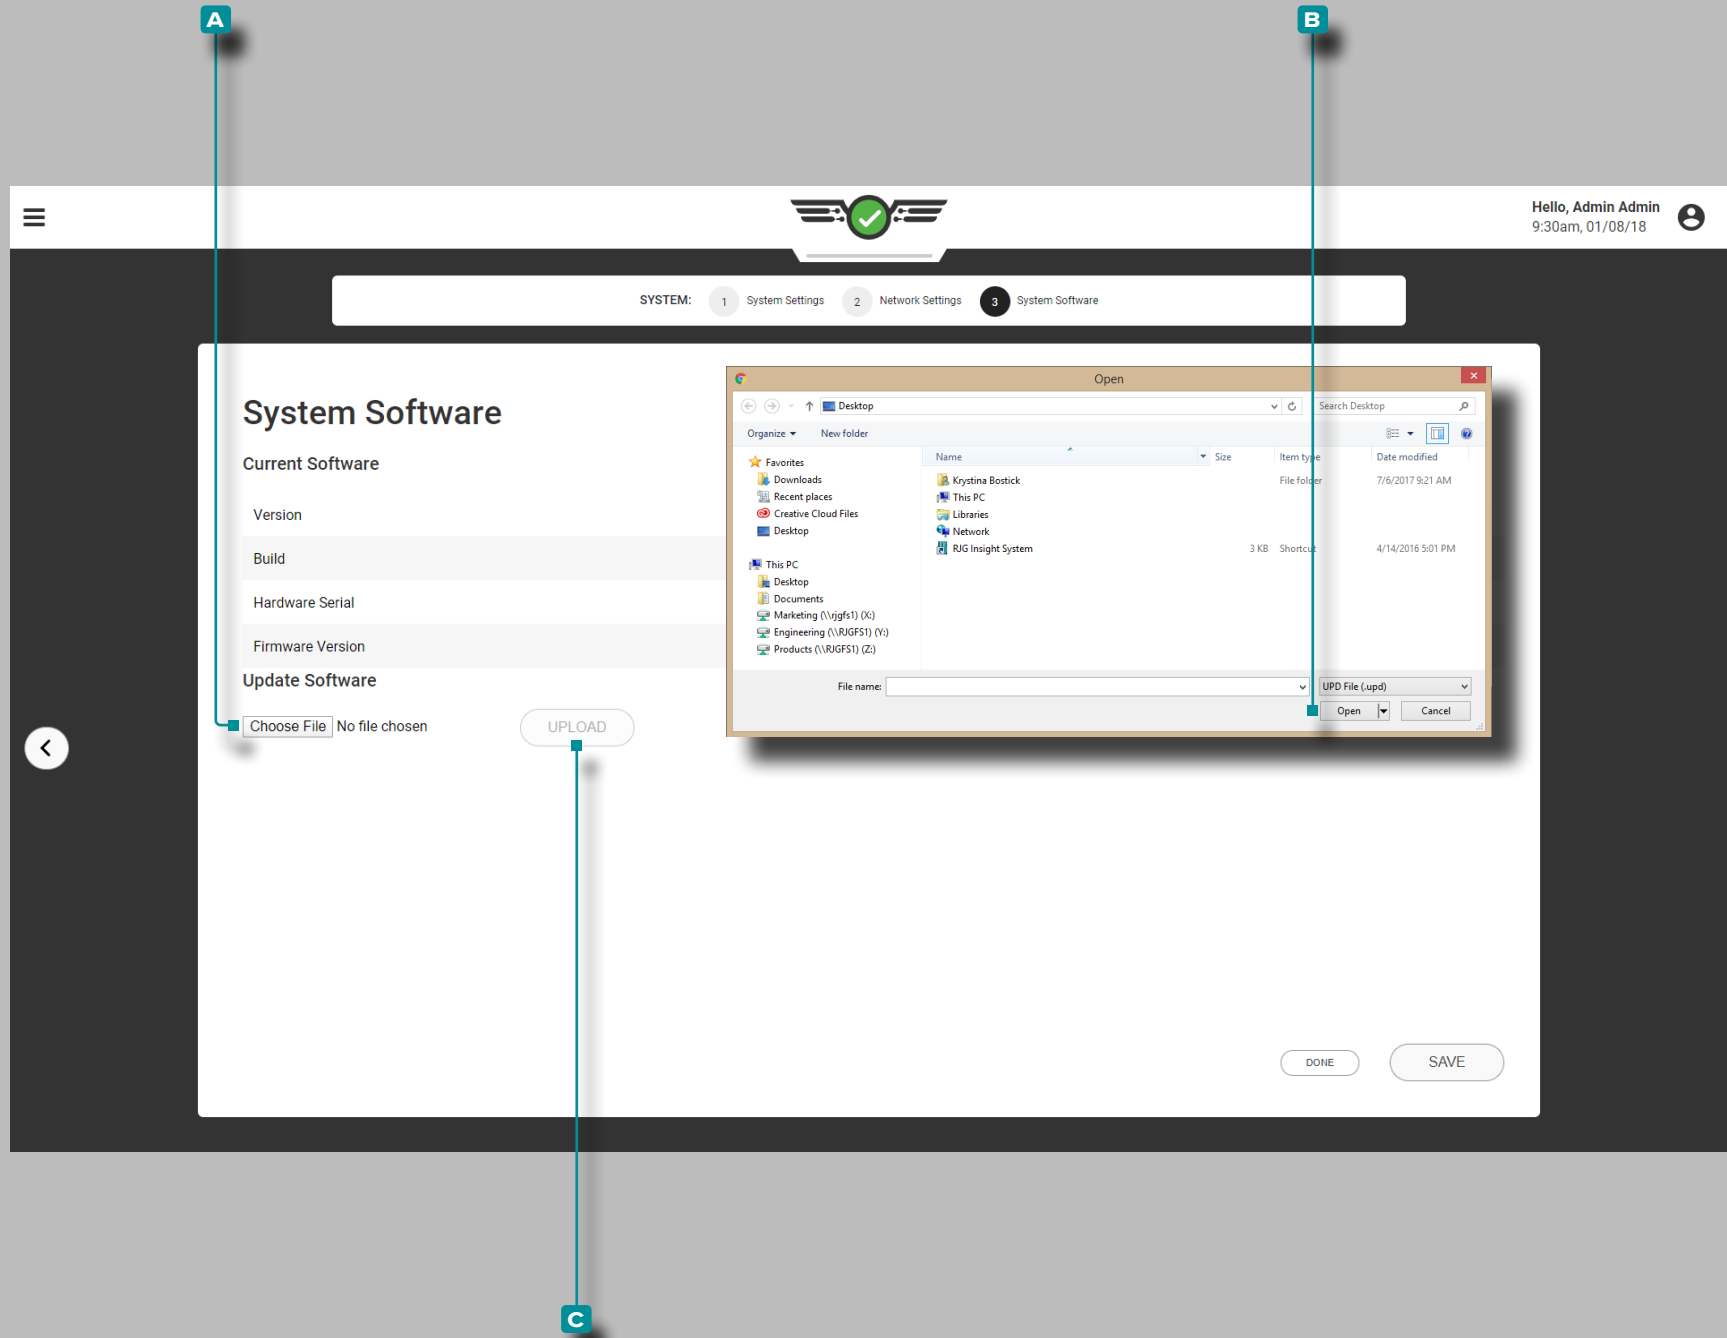 A
B
Hello, Admin Admin
9:30am, 01/08/18
SYSTEM: 1 System Settings 2 Network Settings 3 System Software
System Software
Current Software
Version
Build
Hardware Serial
Firmware Version
Update Software
Choose File No file chosen
UPLOAD
Open
Desktop
Search Desktop
Organize
New folder
Name
Size
Item type
Date modified
Favorites
Downloads
Recent places
Creative Cloud Files
Desktop
This PC
Desktop
Documents
Marketing (\\rjgfs1) (X:)
Engineering (\\RJGFS1) (Y:)
Products (\\RJGFS1) (Z:)
Krystina Bostick File folder 7/6/2017 9:21 AM
This PC
Libraries
Network
RJG Insight System 3 KB Shortcut 4/14/2016 5:01 PM
File name:
UPD File (.upd)
Open
Cancel
DONE
SAVE
C